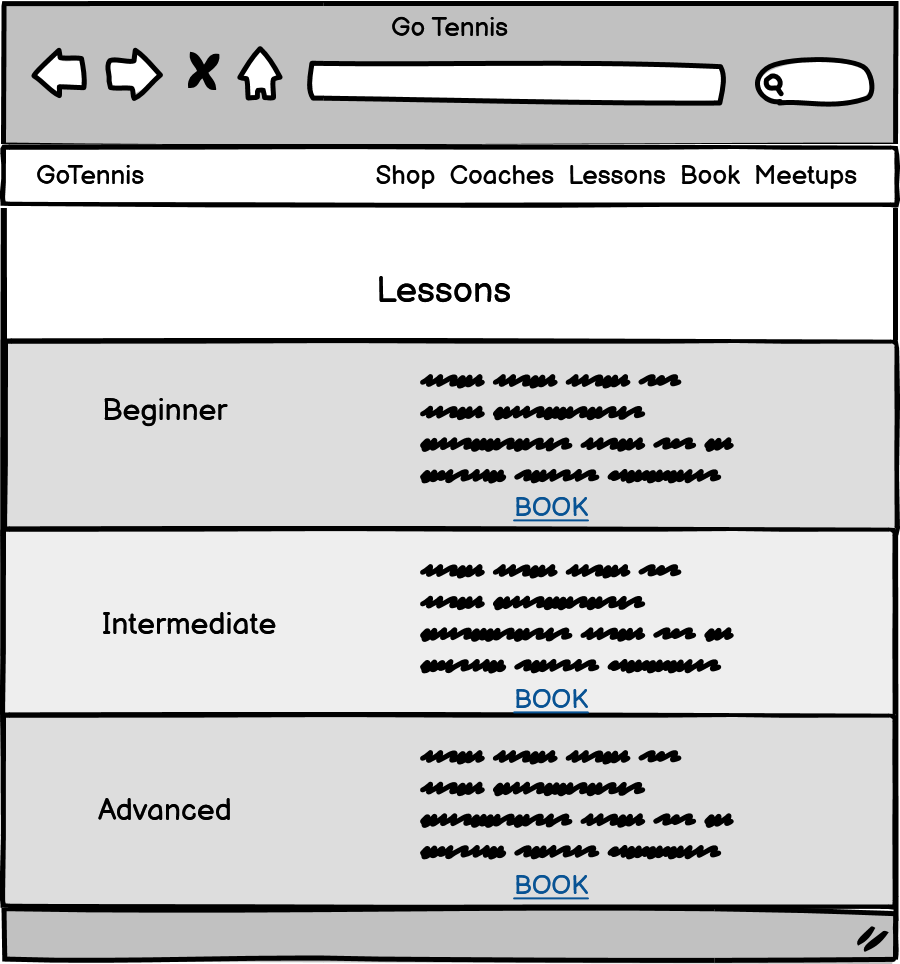 Go Tennis
GoTennis Shop Coaches Lessons Book Meetups
Lessons
Beginner
BOOK
Intermediate
BOOK
Advanced
BOOK